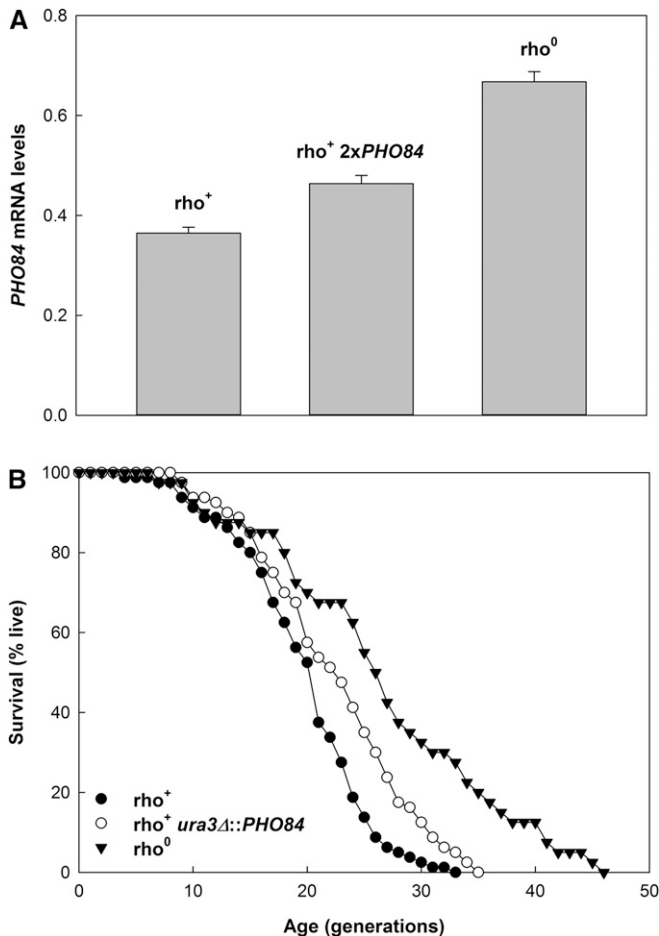 A
0.8
0.6
0.4
0.2
0.0
PHO84 mRNA levels
rho⁺
rho⁺ 2xPHO84
rho⁰
B
100
80
60
40
20
0
Survival (% live)
rho⁺
rho⁺ ura3Δ::PHO84
rho⁰
0 10 20 30 40 50
Age (generations)